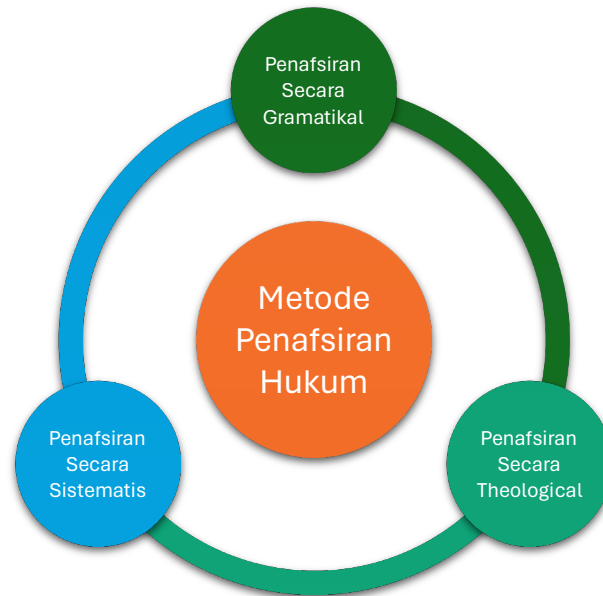 Penafsiran
Secara
Gramatikal
Metode
Penafsiran
Hukum
Penafsiran
Secara
Sistematis
Penafsiran
Secara
Theological